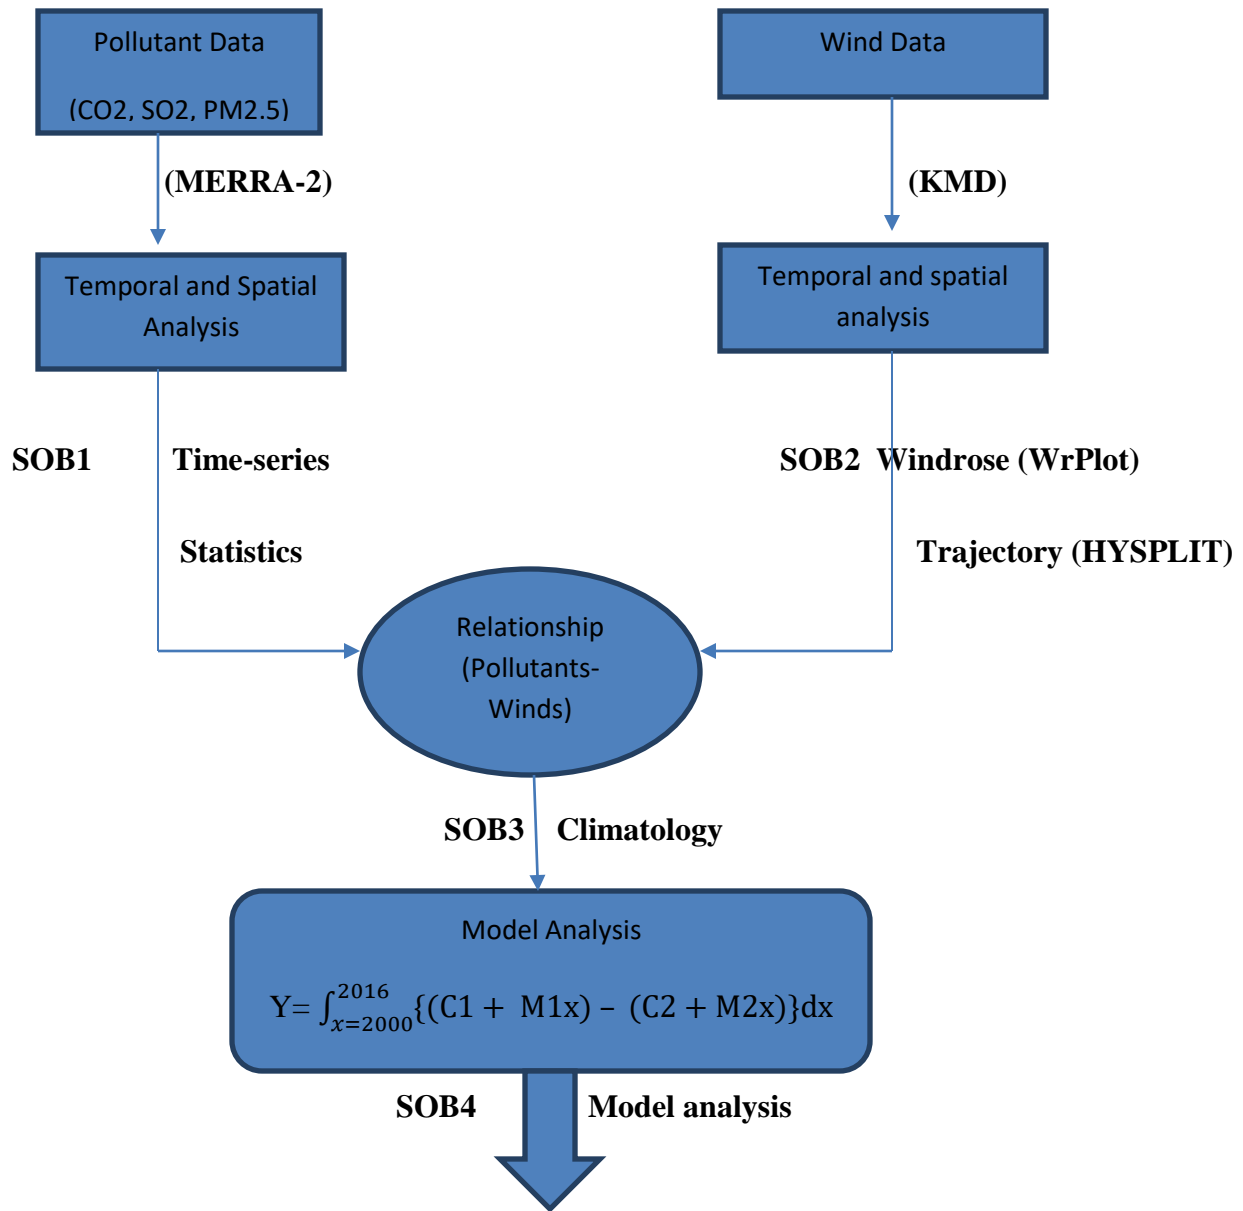 Pollutant Data
(CO2, SO2, PM2.5)
Wind Data
(MERRA-2)
(KMD)
Temporal and Spatial
Analysis
Temporal and spatial
analysis
SOB1 Time-series
SOB2 Windrose (WrPlot)
Statistics
Trajectory (HYSPLIT)
Relationship
(Pollutants-
Winds)
SOB3 Climatology
Model Analysis
Y= ∫_{x=2000}^{2016}{(C1 + M1x) – (C2 + M2x)}dx
SOB4 Model analysis